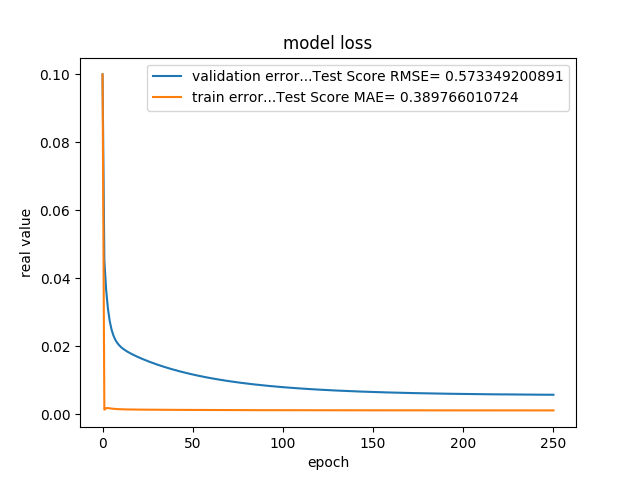 model loss
validation error...Test Score RMSE= 0.573349200891
train error...Test Score MAE= 0.389766010724
real value
0.10
0.08
0.06
0.04
0.02
0.00
0 50 100 150 200 250
epoch